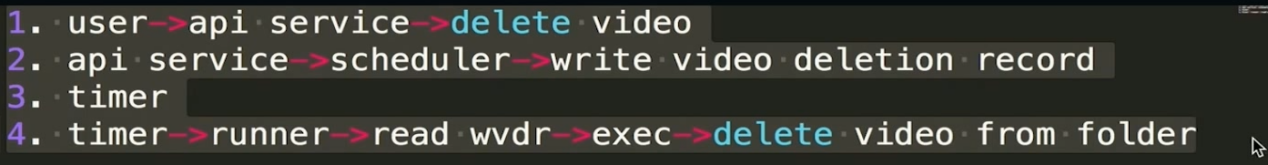 1. user->api service->delete video
2. api service->scheduler->write video deletion record
3. timer
4. timer->runner->read wvdr->exec->delete video from folder